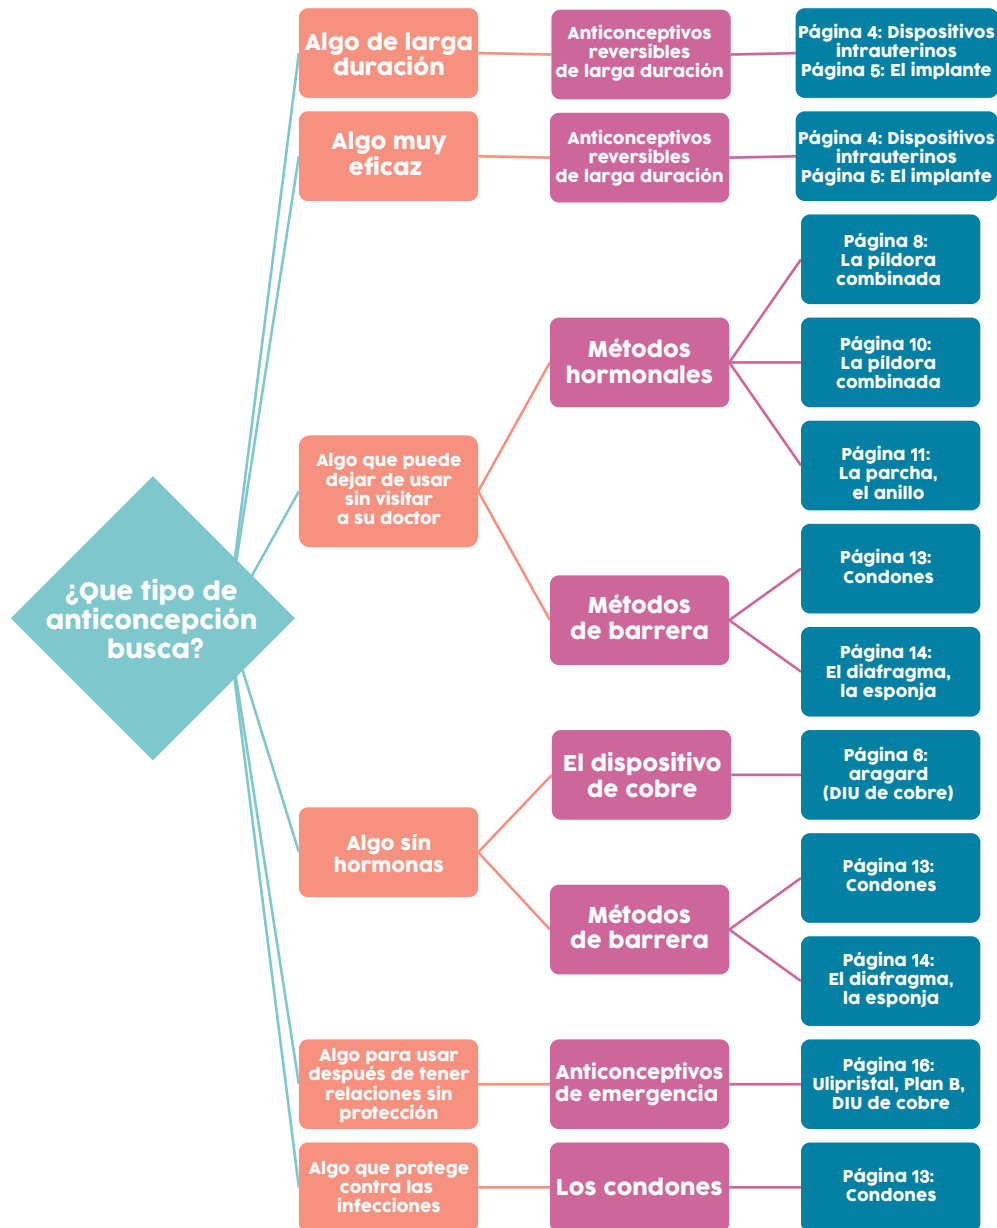 ¿Que tipo de
anticoncepción
busca?
Algo de larga
duración
Anticonceptivos
reversibles
de larga duración
Página 4: Dispositivos
intrauterinos
Página 5: El implante
Algo muy
eficaz
Anticonceptivos
reversibles
de larga duración
Página 4: Dispositivos
intrauterinos
Página 5: El implante
Algo que puede
dejar de usar
sin visitar
a su doctor
Métodos
hormonales
Página 8:
La píldora
combinada
Página 10:
La píldora
combinada
Página 11:
La parcha,
el anillo
Métodos
de barrera
Página 13:
Condones
Página 14:
El diafragma,
la esponja
Algo sín
hormonas
El dispositivo
de cobre
Página 6:
aragard
(DIU de cobre)
Métodos
de barrera
Página 13:
Condones
Página 14:
El diafragma,
la esponja
Algo para usar
después de tener
relaciones sin
protección
Anticonceptivos
de emergencia
Página 16:
Ulipristal, Plan B,
DIU de cobre
Algo que protege
contra las
infecciones
Los condones
Página 13:
Condones